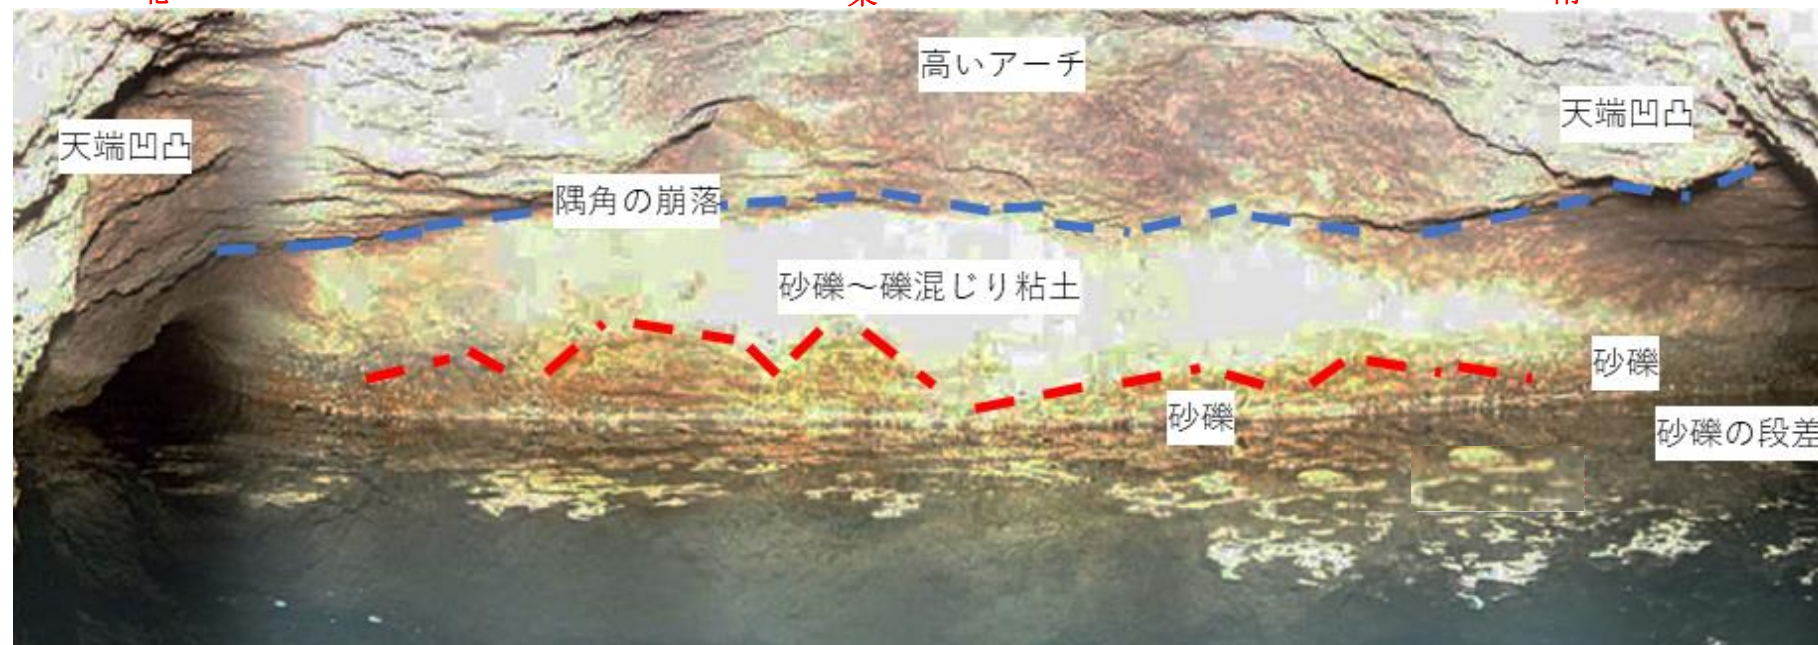 高いアーチ
天端凹凸
天端凹凸
隅角の崩落
砂礫～礫混じり粘土
砂礫
砂礫
砂礫の段差